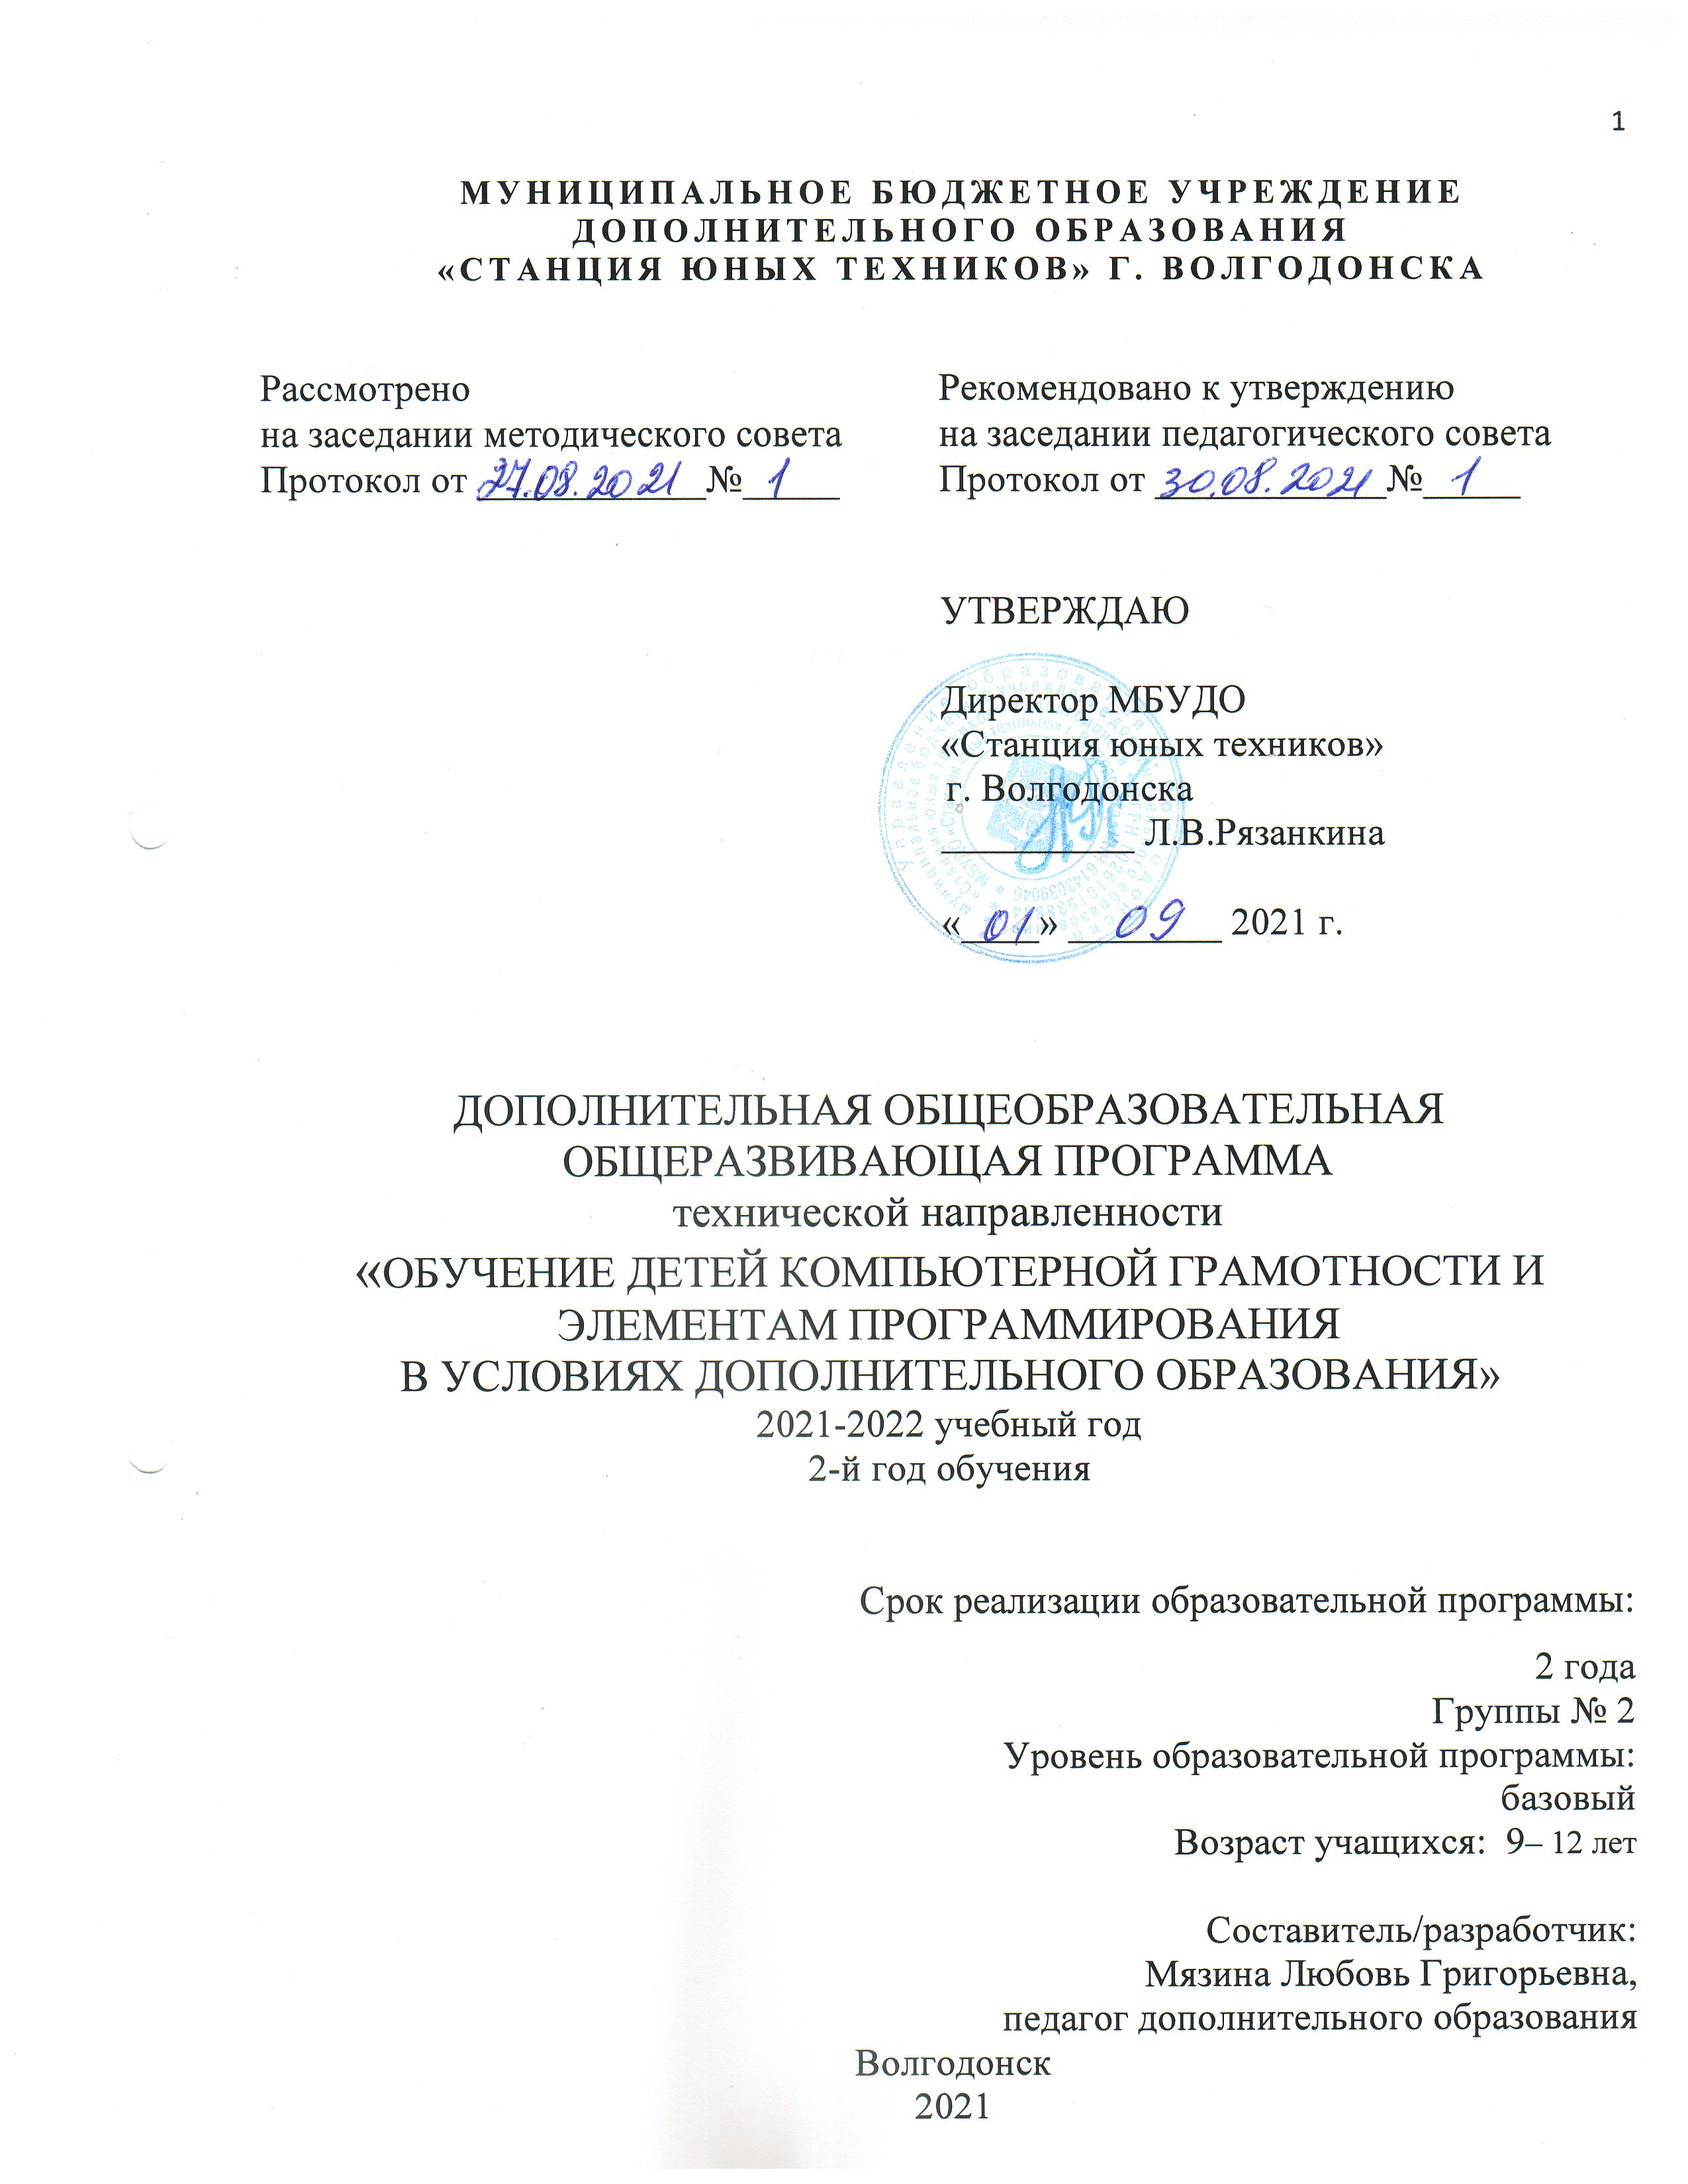 1
МУНИЦИПАЛЬНОЕ БЮДЖЕТНОЕ УЧРЕЖДЕНИЕ
ДОПОЛНИТЕЛЬНОГО ОБРАЗОВАНИЯ
«СТАНЦИЯ ЮНЫХ ТЕХНИКОВ» Г. ВОЛГОДОНСКА
Рассмотрено
на заседании методического совета
Протокол от 27.08.2021 № 1
Рекомендовано к утверждению
на заседании педагогического совета
Протокол от 30.08.2021 № 1
УТВЕРЖДАЮ
Директор МБУДО
«Станция юных техников»
г. Волгодонска
Л.В.Рязанкина
«01» 09 2021 г.
ДОПОЛНИТЕЛЬНАЯ ОБЩЕОБРАЗОВАТЕЛЬНАЯ
ОБЩЕРАЗВИВАЮЩАЯ ПРОГРАММА
технической направленности
«ОБУЧЕНИЕ ДЕТЕЙ КОМПЬЮТЕРНОЙ ГРАМОТНОСТИ И
ЭЛЕМЕНТАМ ПРОГРАММИРОВАНИЯ
В УСЛОВИЯХ ДОПОЛНИТЕЛЬНОГО ОБРАЗОВАНИЯ»
2021-2022 учебный год
2-й год обучения
Срок реализации образовательной программы:
2 года
Группы № 2
Уровень образовательной программы:
базовый
Возраст учащихся: 9– 12 лет
Составитель/разработчик:
Мязина Любовь Григорьевна,
педагог дополнительного образования
Волгодонск
2021